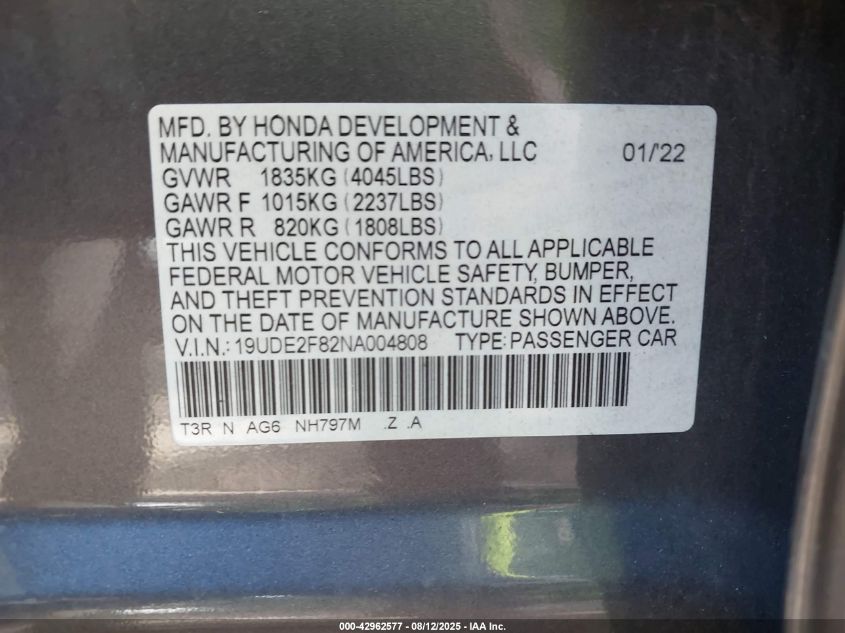 MFD. BY HONDA DEVELOPMENT &
MANUFACTURING OF AMERICA, LLC 01/'22
GVWR 1835KG (4045LBS)
GAWR F 1015KG (2237LBS)
GAWR R 820KG (1808LBS)
THIS VEHICLE CONFORMS TO ALL APPLICABLE
FEDERAL MOTOR VEHICLE SAFETY, BUMPER,
AND THEFT PREVENTION STANDARDS IN EFFECT
ON THE DATE OF MANUFACTURE SHOWN ABOVE.
V.I.N.: 19UDE2F82NA004808 TYPE: PASSENGER CAR
T3R N AG6 NH797M .Z .A
000-42962577 - 08/12/2025 - IAA Inc.